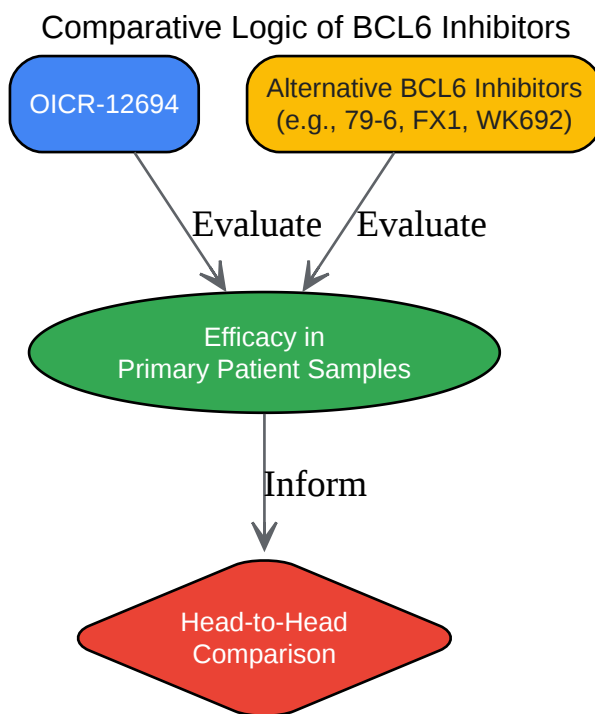 Comparative Logic of BCL6 Inhibitors
OICR-12694
Alternative BCL6 Inhibitors
(e.g., 79-6, FX1, WK692)
Evaluate
Evaluate
Efficacy in
Primary Patient Samples
Inform
Head-to-Head
Comparison